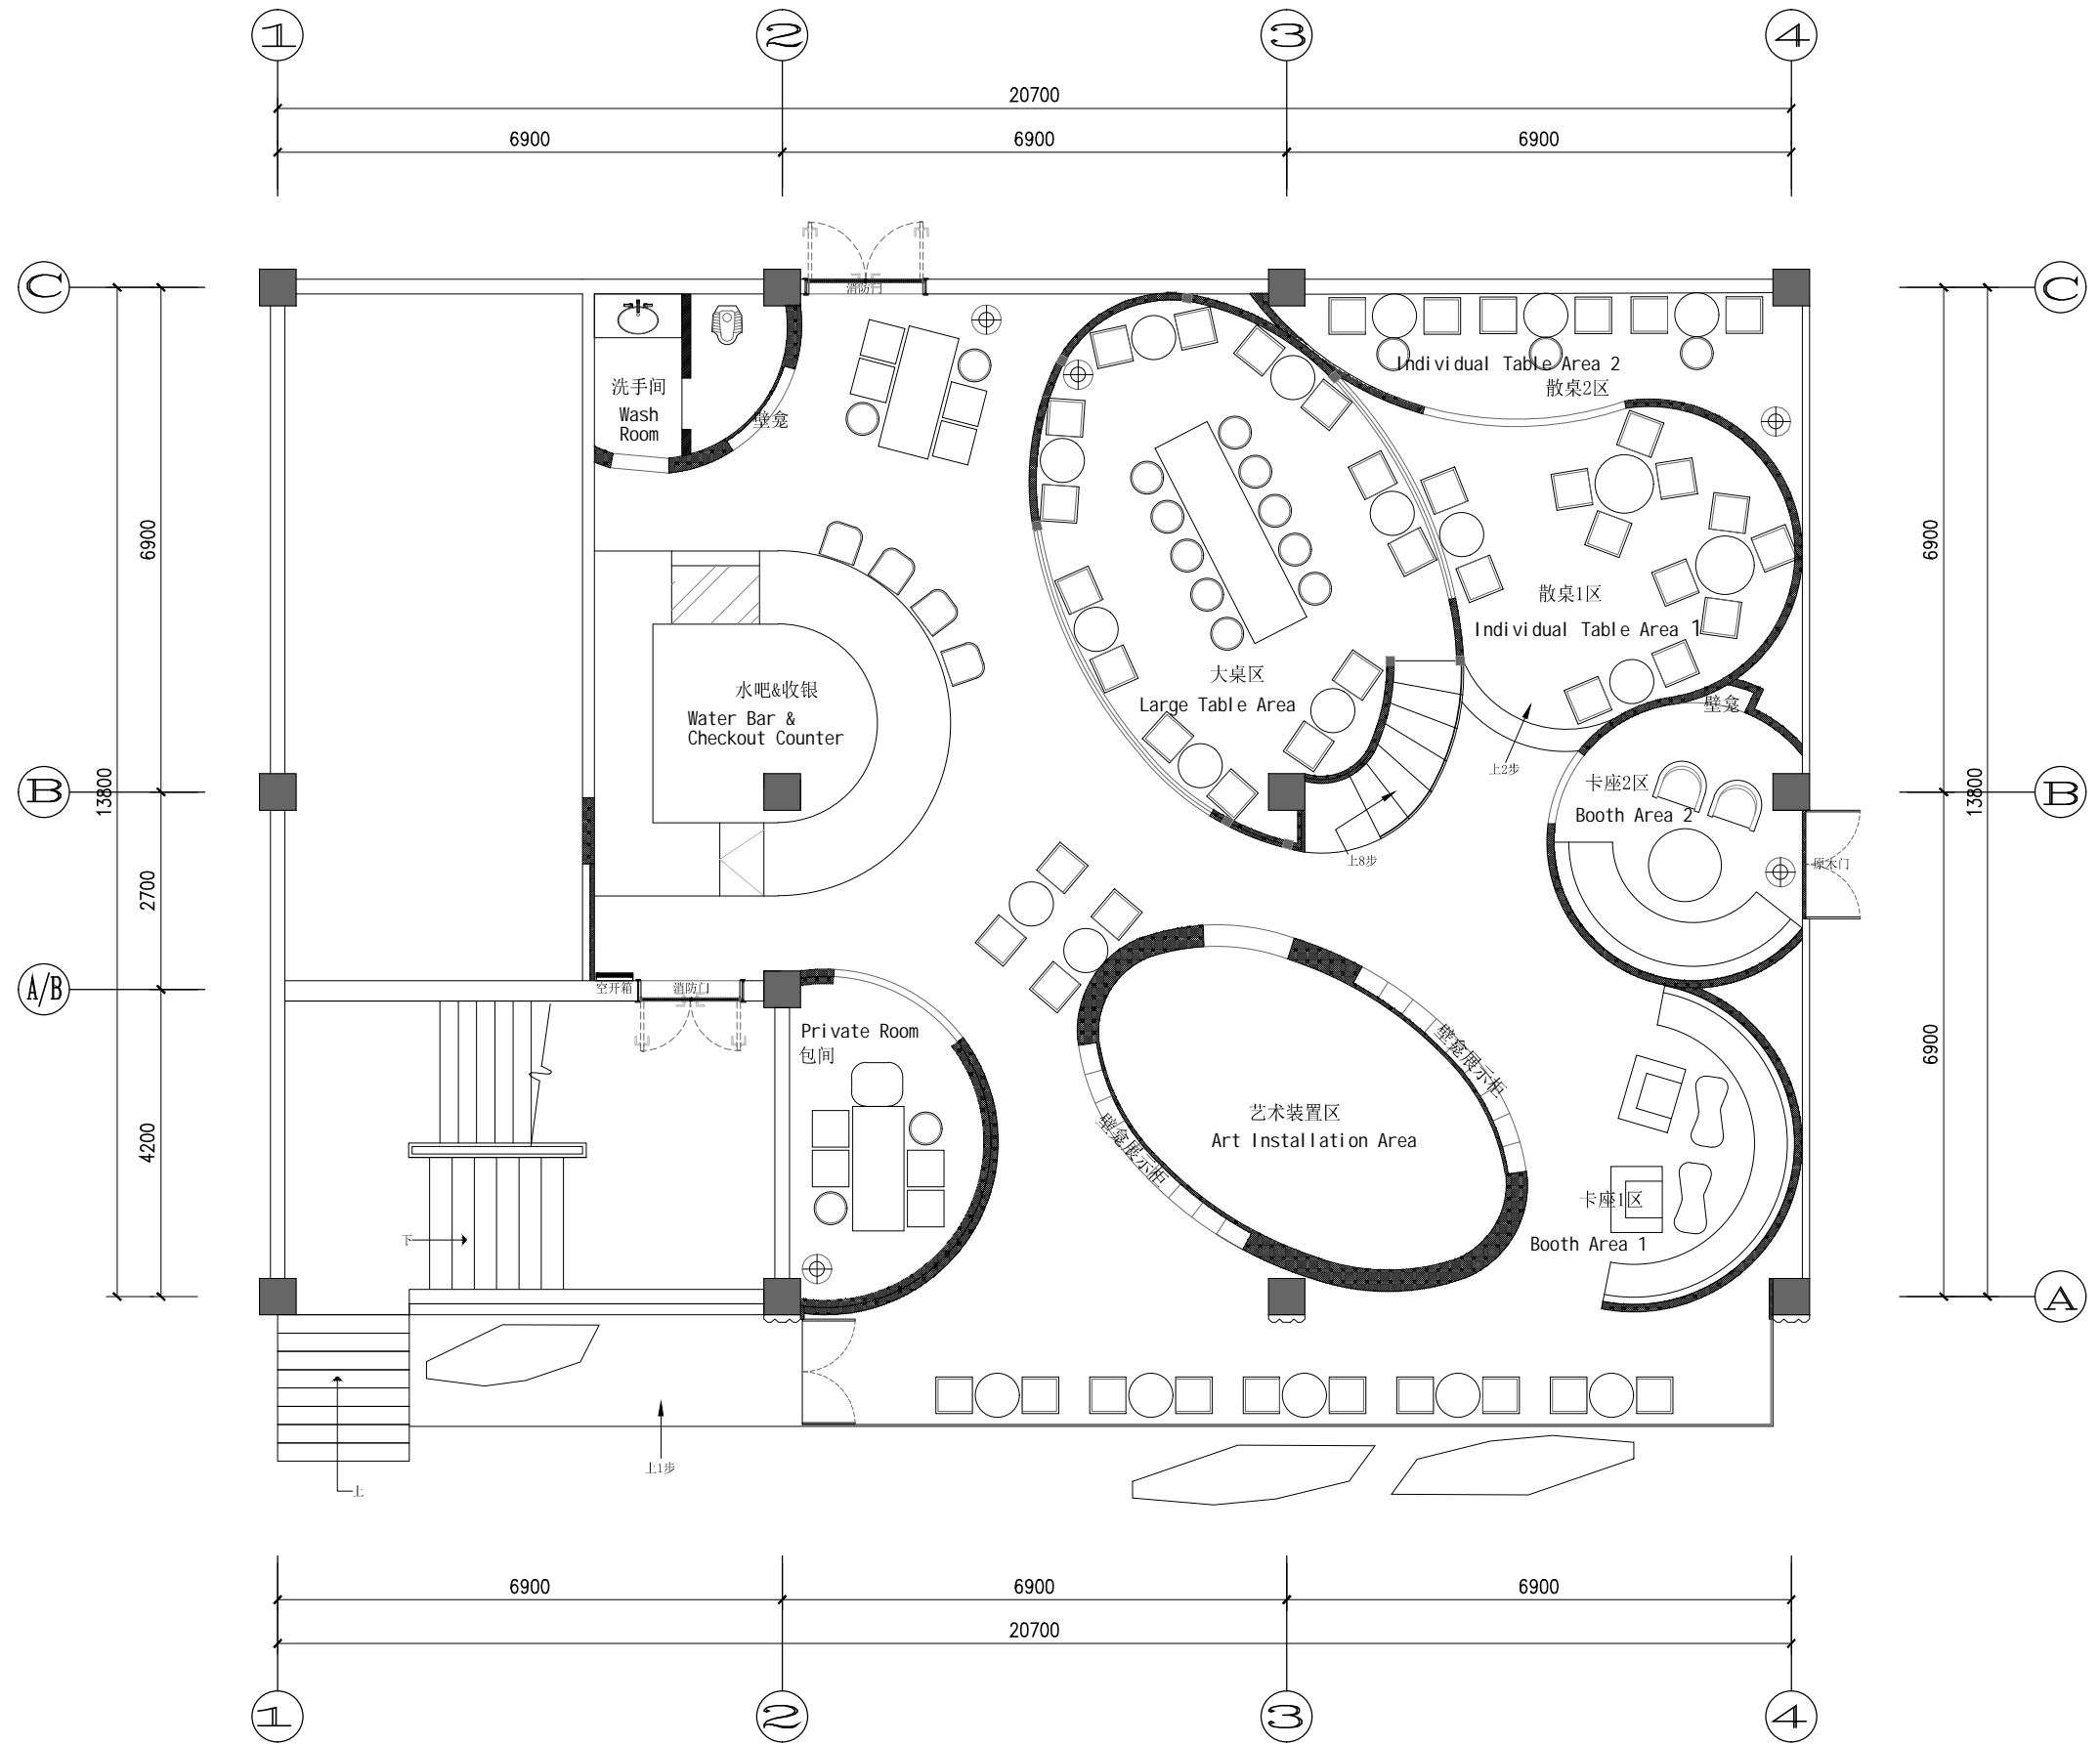 1 2 3 4
20700
6900 6900 6900
C C
消防门
洗手间
Wash
Room
壁龛
Individual Table Area 2
散桌2区
6900
6900
散桌1区
Individual Table Area 1
大桌区
Large Table Area
水吧&收银
Water Bar &
Checkout Counter
壁龛
上2步
卡座2区
Booth Area 2
B B
13800
13800
上8步
原木门
2700
A/B
空开箱
消防门
Private Room
包间
6900
壁龛展示柜
艺术装置区
Art Installation Area
壁龛展示柜
4200
卡座1区
Booth Area 1
下
A
上1步
上
6900 6900 6900
20700
1 2 3 4